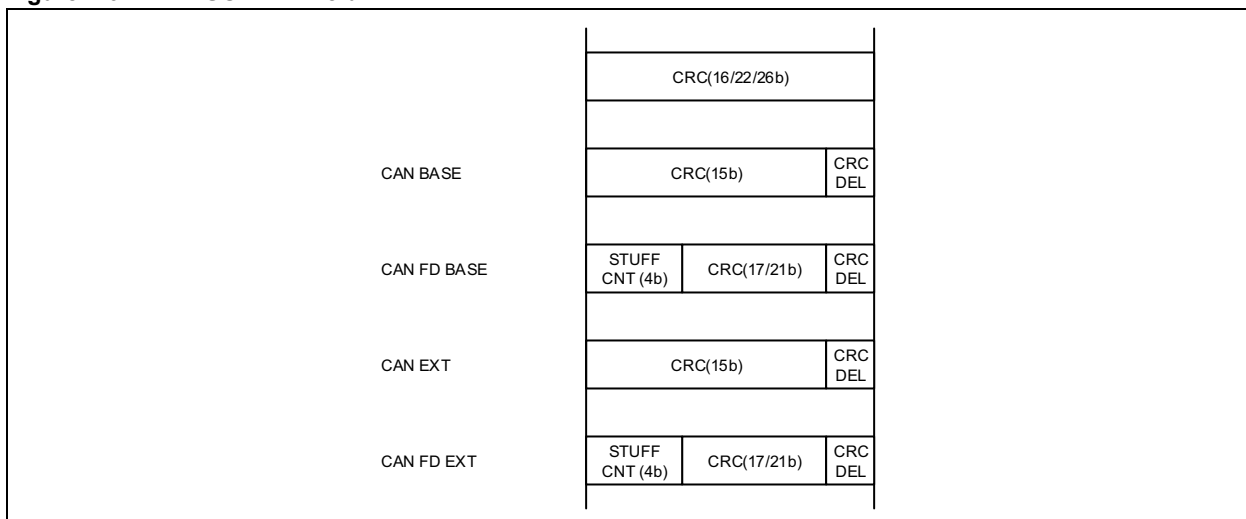 CRC(16/22/26b)
CAN BASE
CRC(15b)
CRC
DEL
CAN FD BASE
STUFF
CNT (4b)
CRC(17/21b)
CRC
DEL
CAN EXT
CRC(15b)
CRC
DEL
CAN FD EXT
STUFF
CNT (4b)
CRC(17/21b)
CRC
DEL